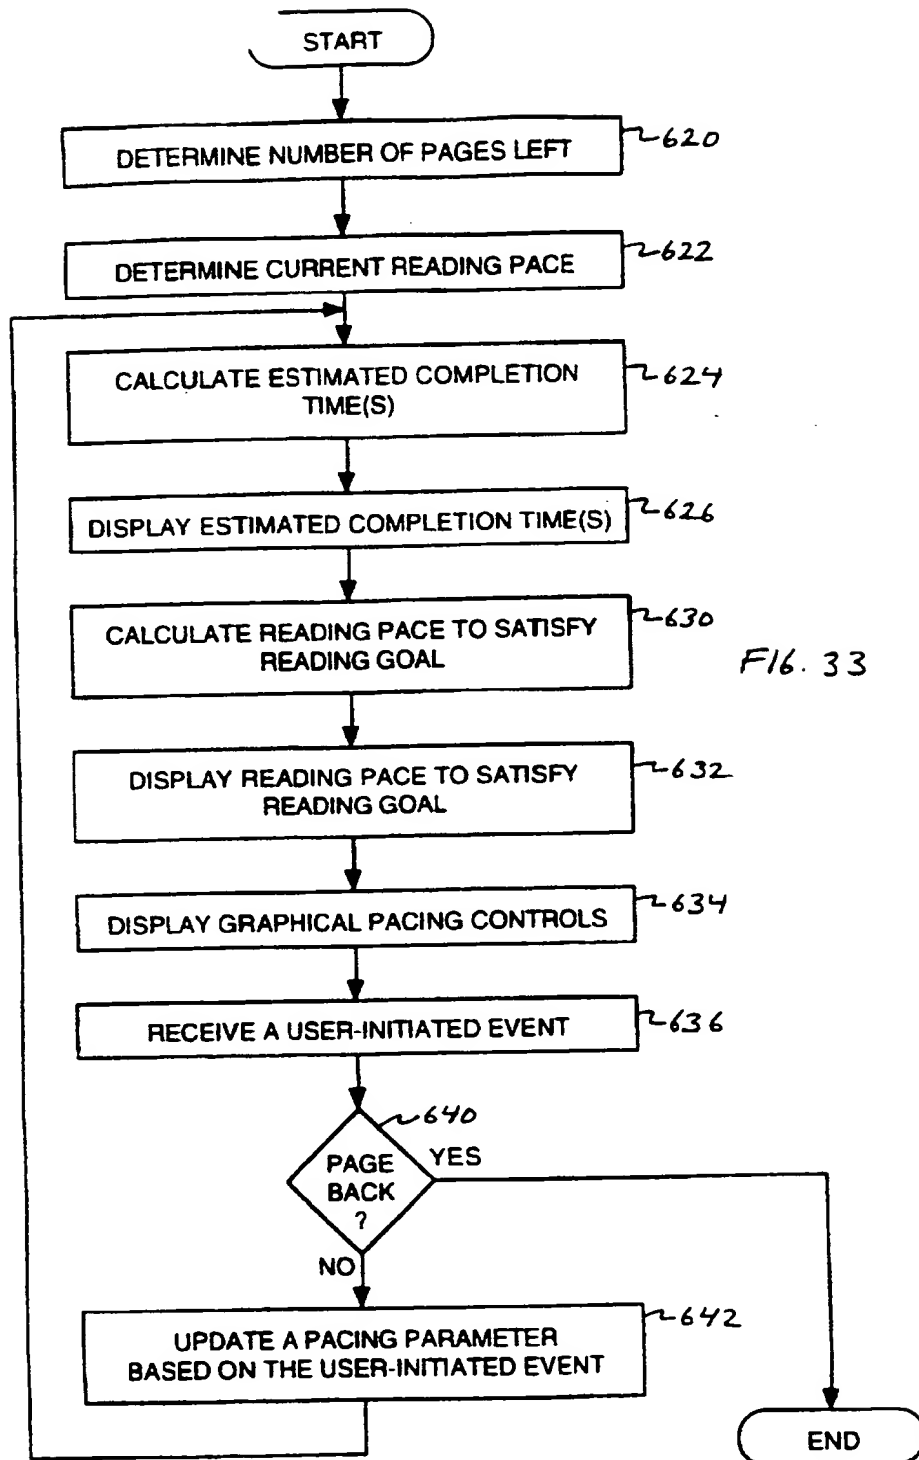 START
DETERMINE NUMBER OF PAGES LEFT
620
DETERMINE CURRENT READING PACE
622
CALCULATE ESTIMATED COMPLETION
TIME(S)
624
DISPLAY ESTIMATED COMPLETION TIME(S)
626
CALCULATE READING PACE TO SATISFY
READING GOAL
630
FIG. 33
DISPLAY READING PACE TO SATISFY
READING GOAL
632
DISPLAY GRAPHICAL PACING CONTROLS
634
RECEIVE A USER-INITIATED EVENT
636
640
PAGE
BACK
?
YES
NO
UPDATE A PACING PARAMETER
BASED ON THE USER-INITIATED EVENT
642
END